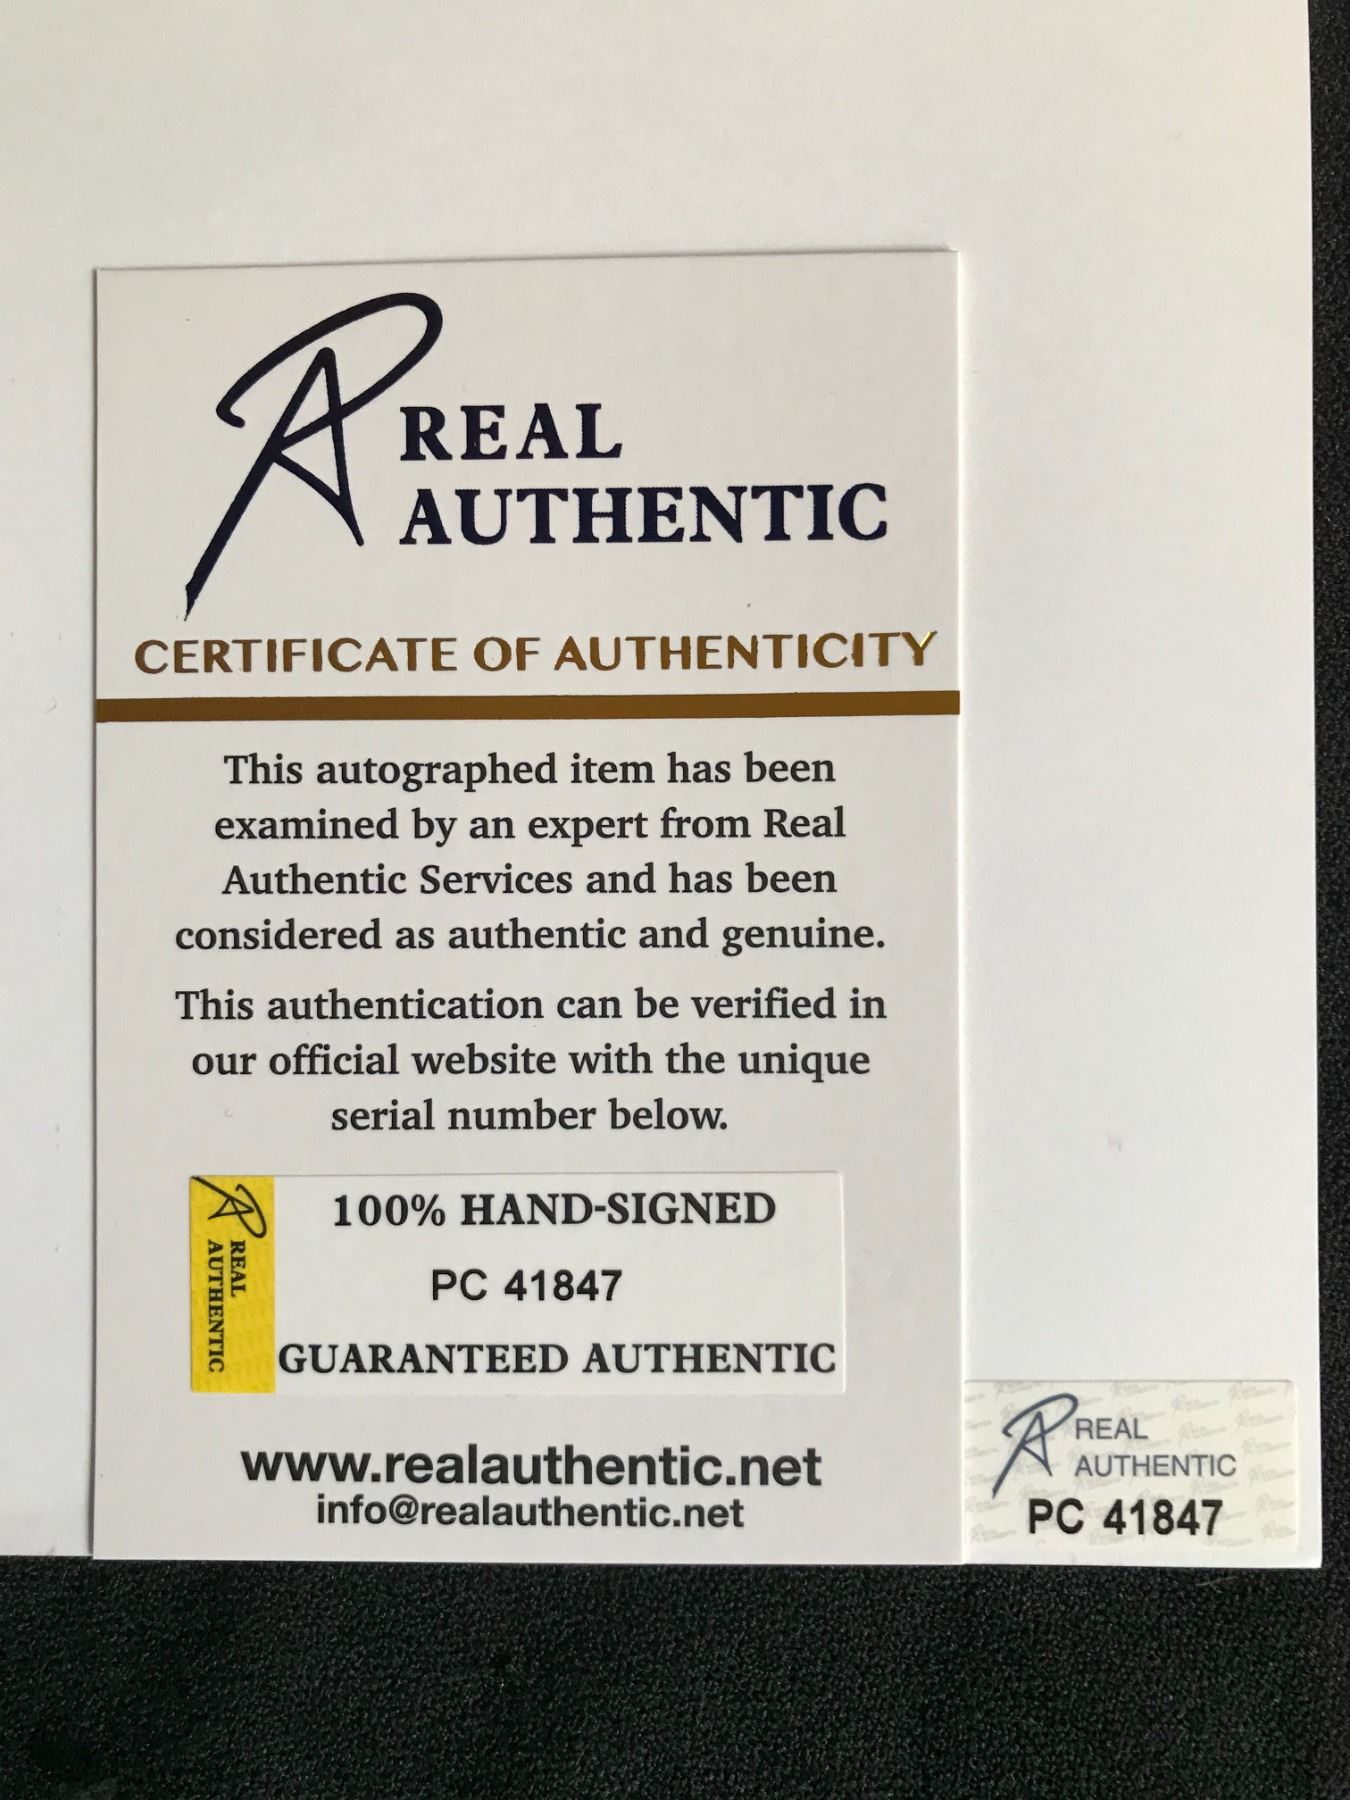 REAL
AUTHENTIC
CERTIFICATE OF AUTHENTICITY
This autographed item has been
examined by an expert from Real
Authentic Services and has been
considered as authentic and genuine.
This authentication can be verified in
our official website with the unique
serial number below.
REAL
AUTHENTIC
100% HAND-SIGNED
PC 41847
GUARANTEED AUTHENTIC
www.realauthentic.net
info@realauthentic.net
REAL
AUTHENTIC
PC 41847